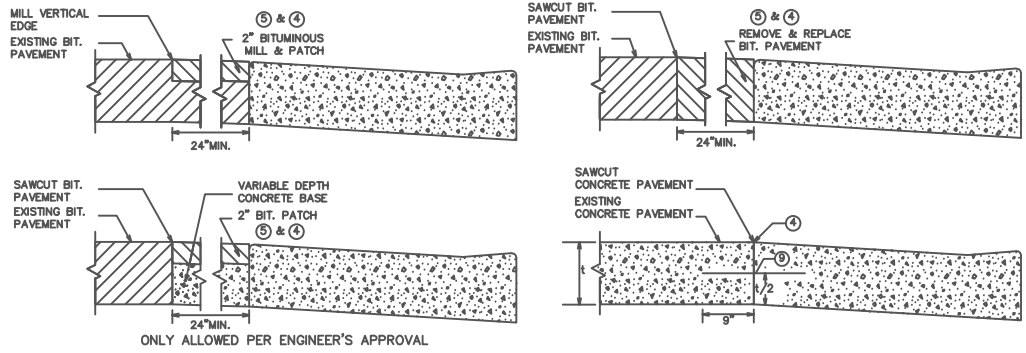 MILL VERTICAL
EDGE
EXISTING BIT.
PAVEMENT
⑤ & ④
2" BITUMINOUS
MILL & PATCH
24"MIN.
SAWCUT BIT.
PAVEMENT
EXISTING BIT.
PAVEMENT
⑤ & ④
REMOVE & REPLACE
BIT. PAVEMENT
24"MIN.
SAWCUT BIT.
PAVEMENT
EXISTING BIT.
PAVEMENT
VARIABLE DEPTH
CONCRETE BASE
2" BIT. PATCH
⑤ & ④
24"MIN.
ONLY ALLOWED PER ENGINEER'S APPROVAL
SAWCUT
CONCRETE PAVEMENT
EXISTING
CONCRETE PAVEMENT
④
⑨
t
t/2
9"